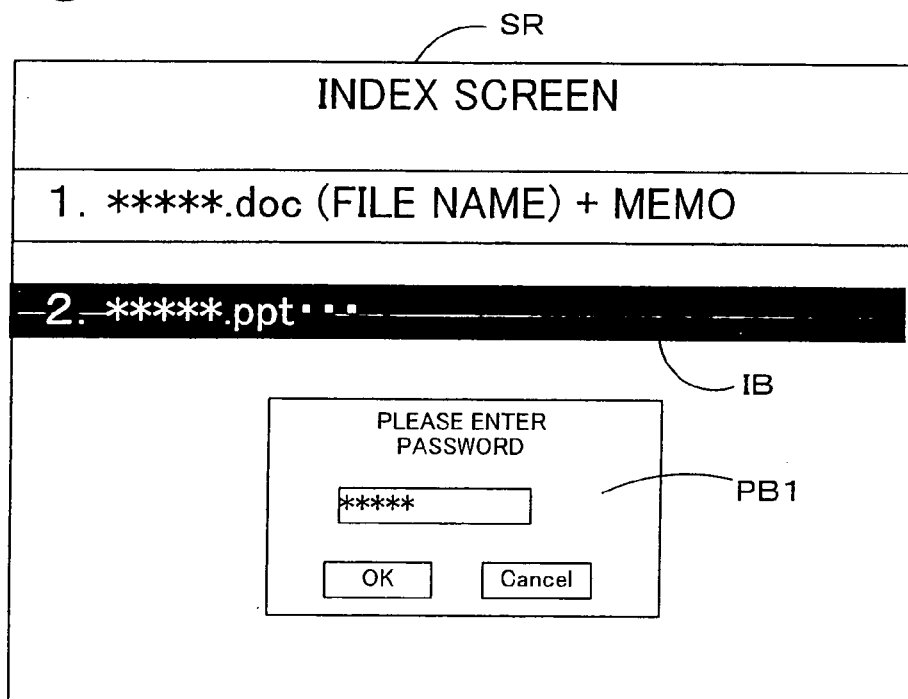 SR
INDEX SCREEN
1. *****.doc (FILE NAME) + MEMO
2. *****.ppt･･･
IB
PLEASE ENTER
PASSWORD
*****
PB1
OK Cancel